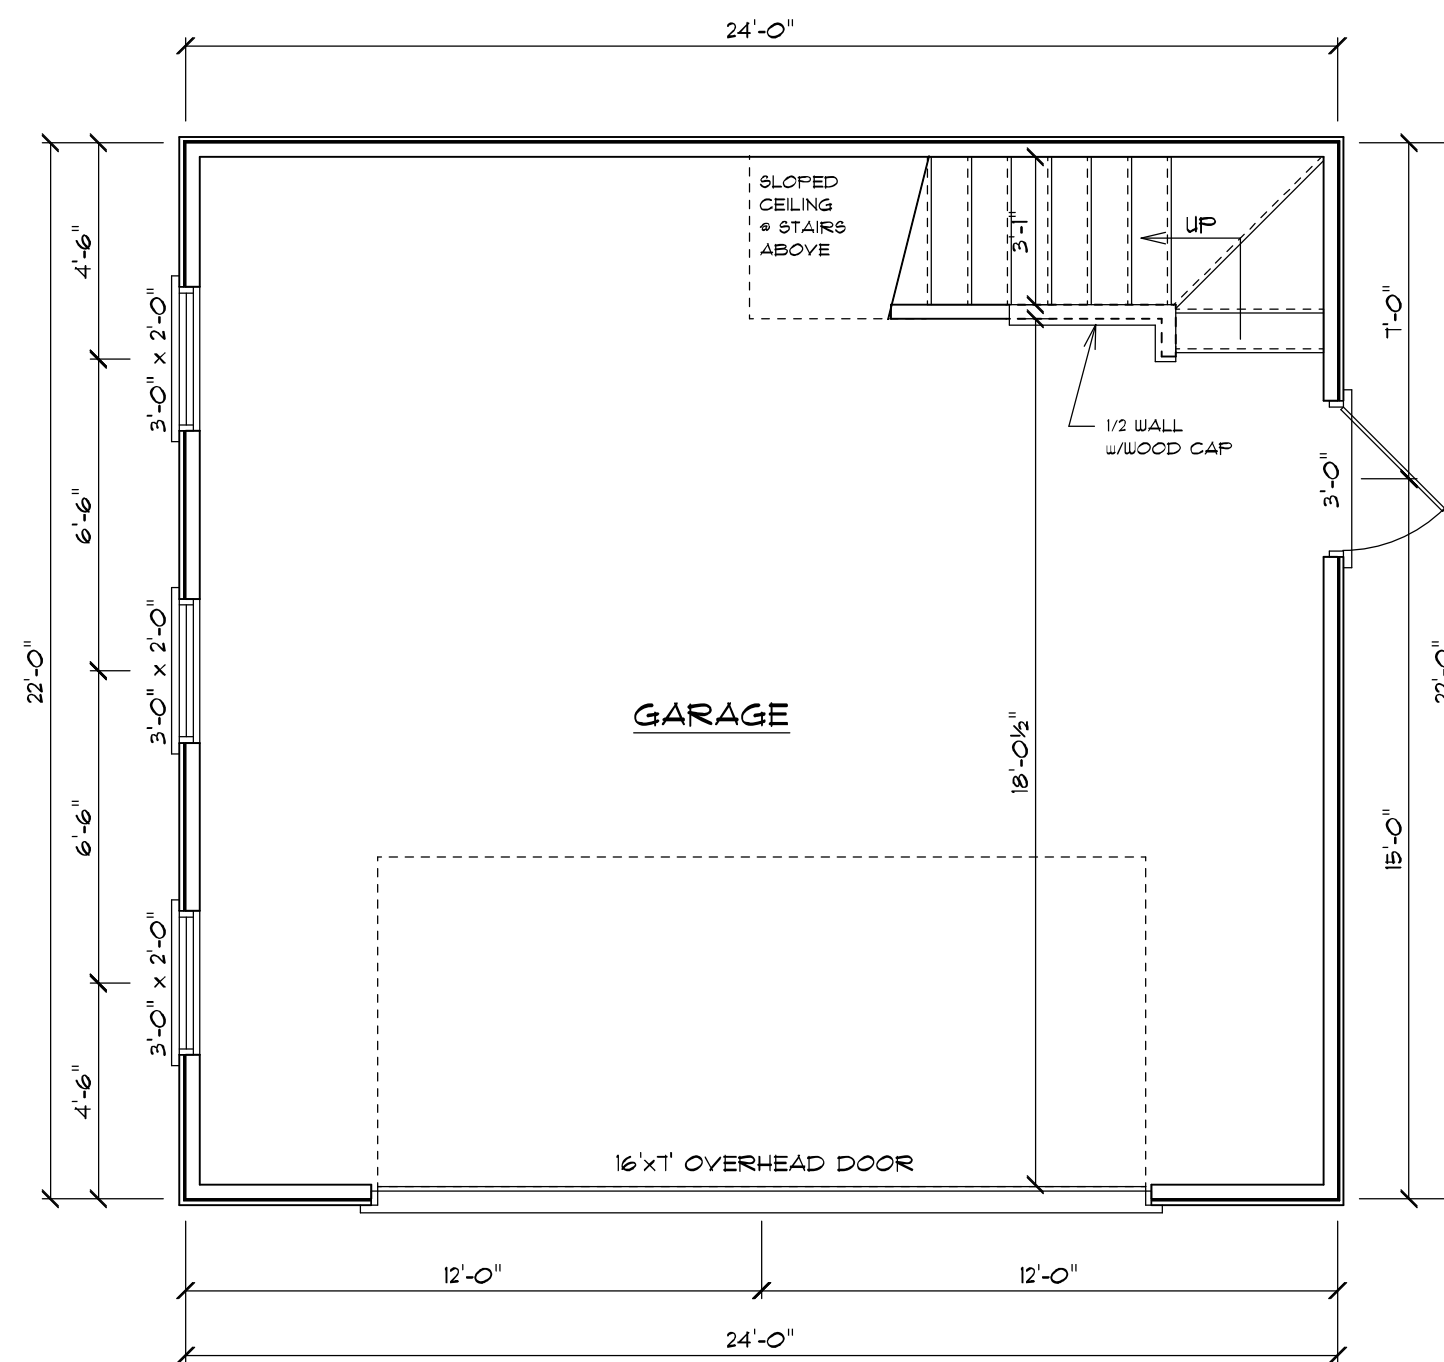 24'-0"
SLOPED
CEILING
@ STAIRS
ABOVE
3'-1"
UP
4'-6"
3'-0" x 2'-0"
7'-0"
1/2 WALL
w/WOOD CAP
3'-0"
6'-6"
22'-0"
3'-0" x 2'-0"
GARAGE
18'-0½"
22'-0"
6'-6"
15'-0"
3'-0" x 2'-0"
4'-6"
16'x7' OVERHEAD DOOR
12'-0"
12'-0"
24'-0"